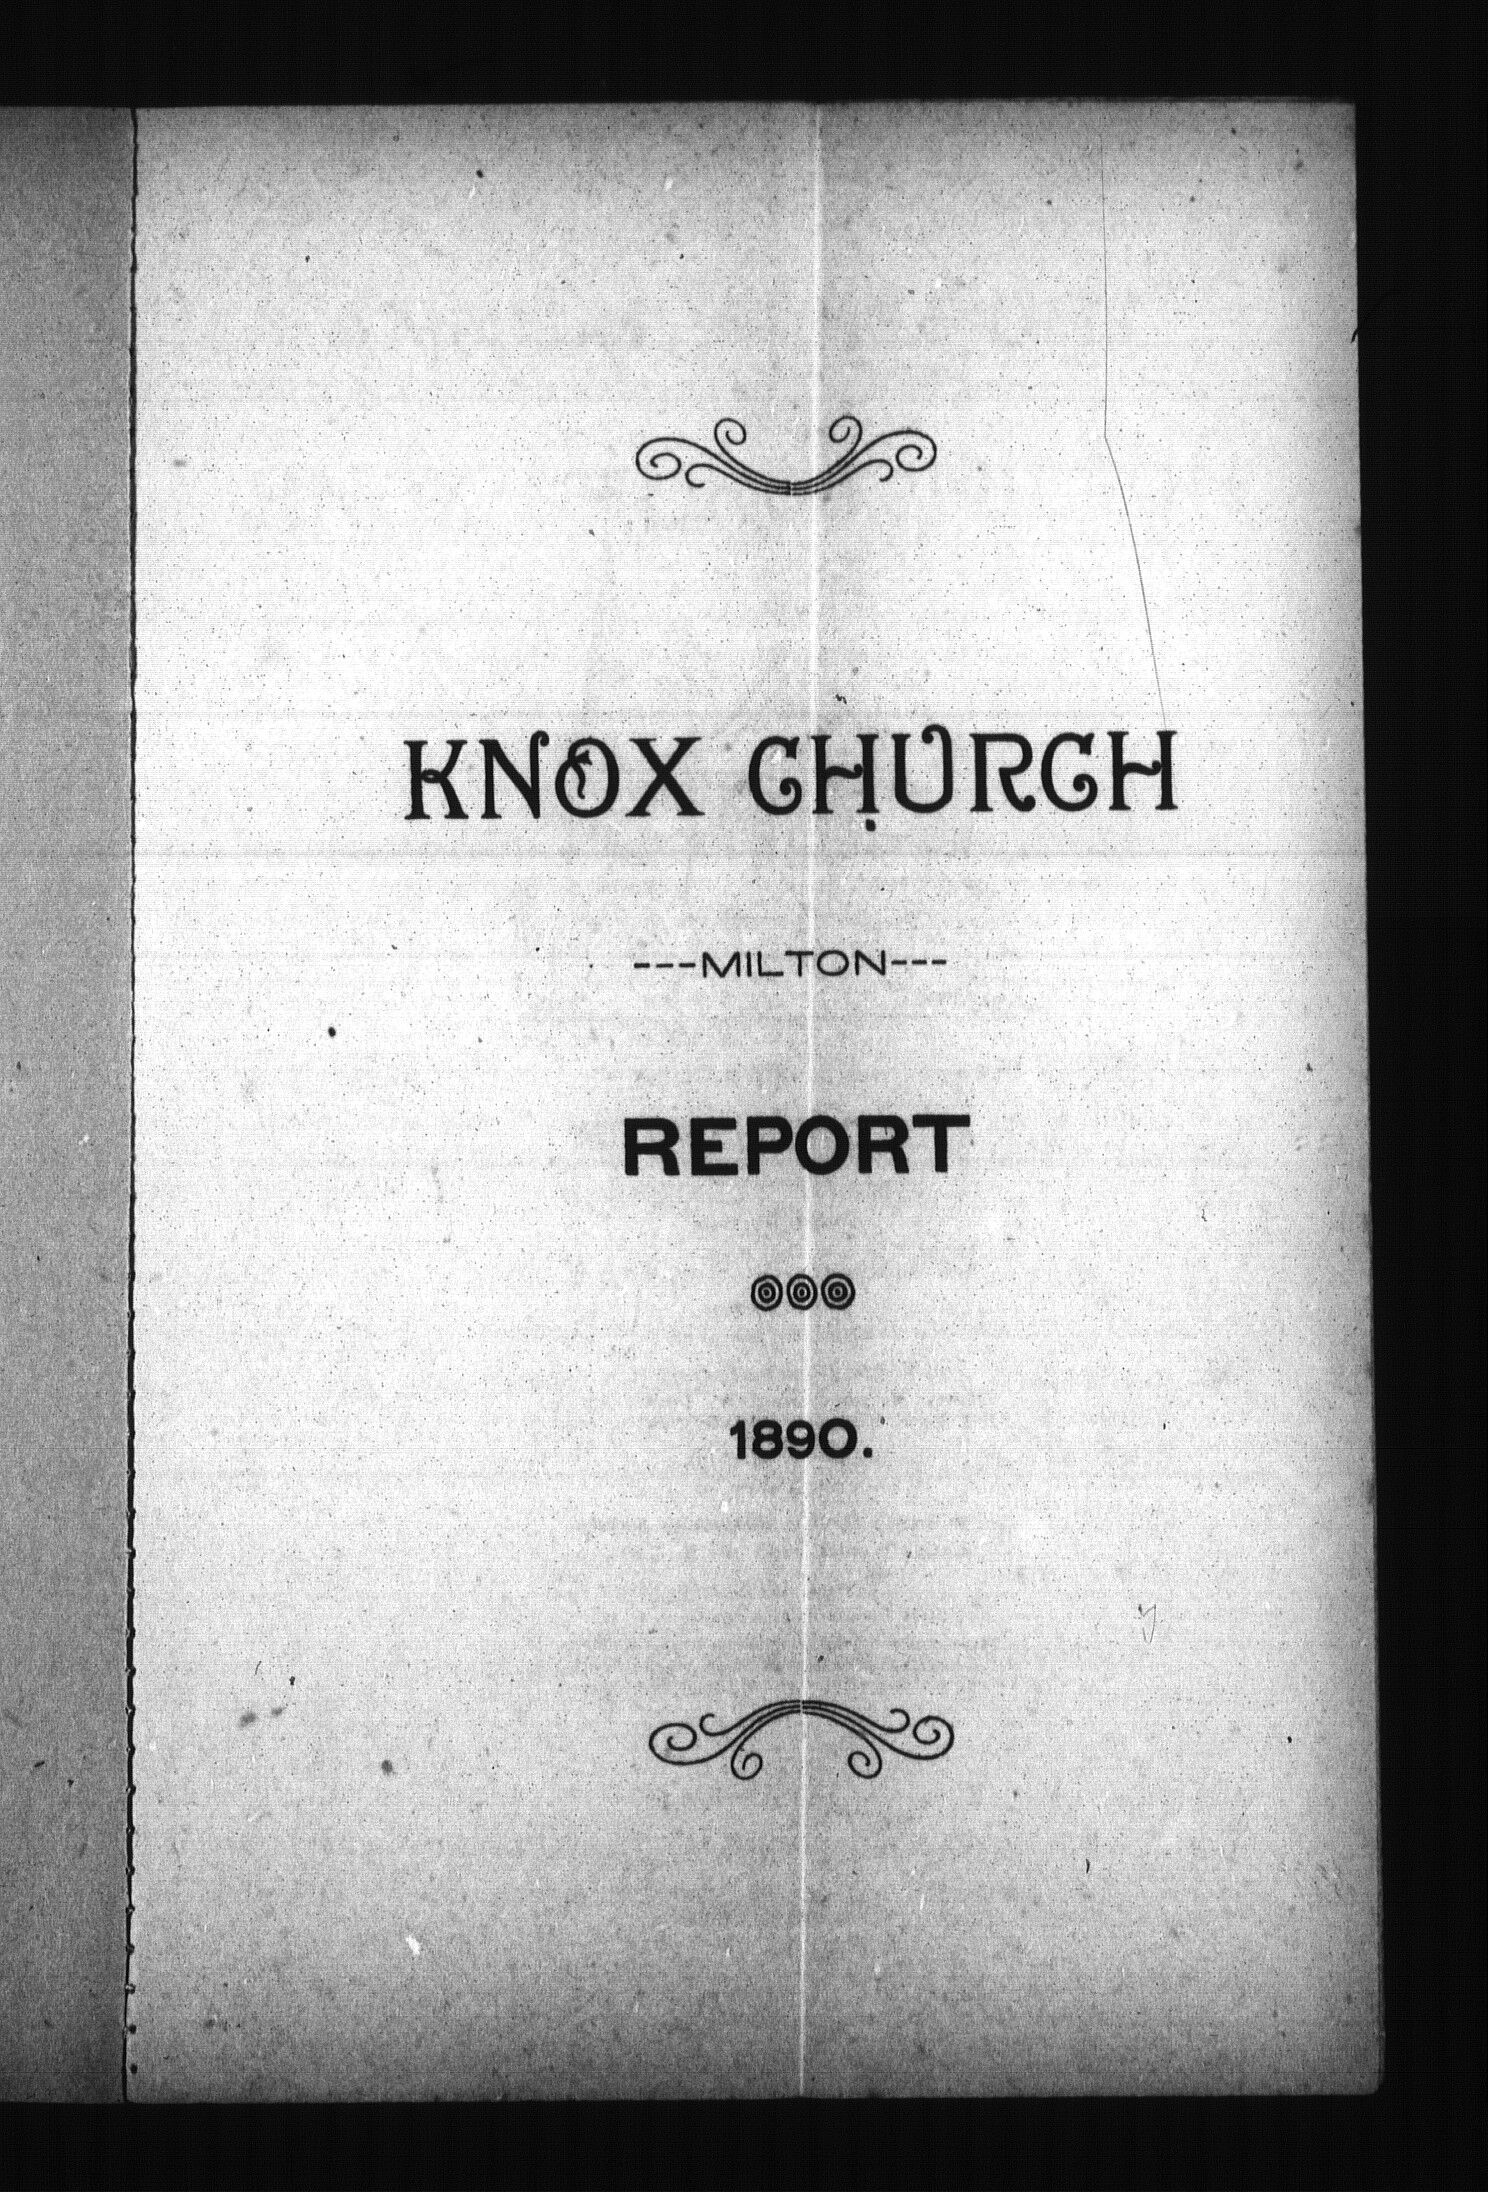 KNOX CHURCH
---MILTON---
REPORT
1890.